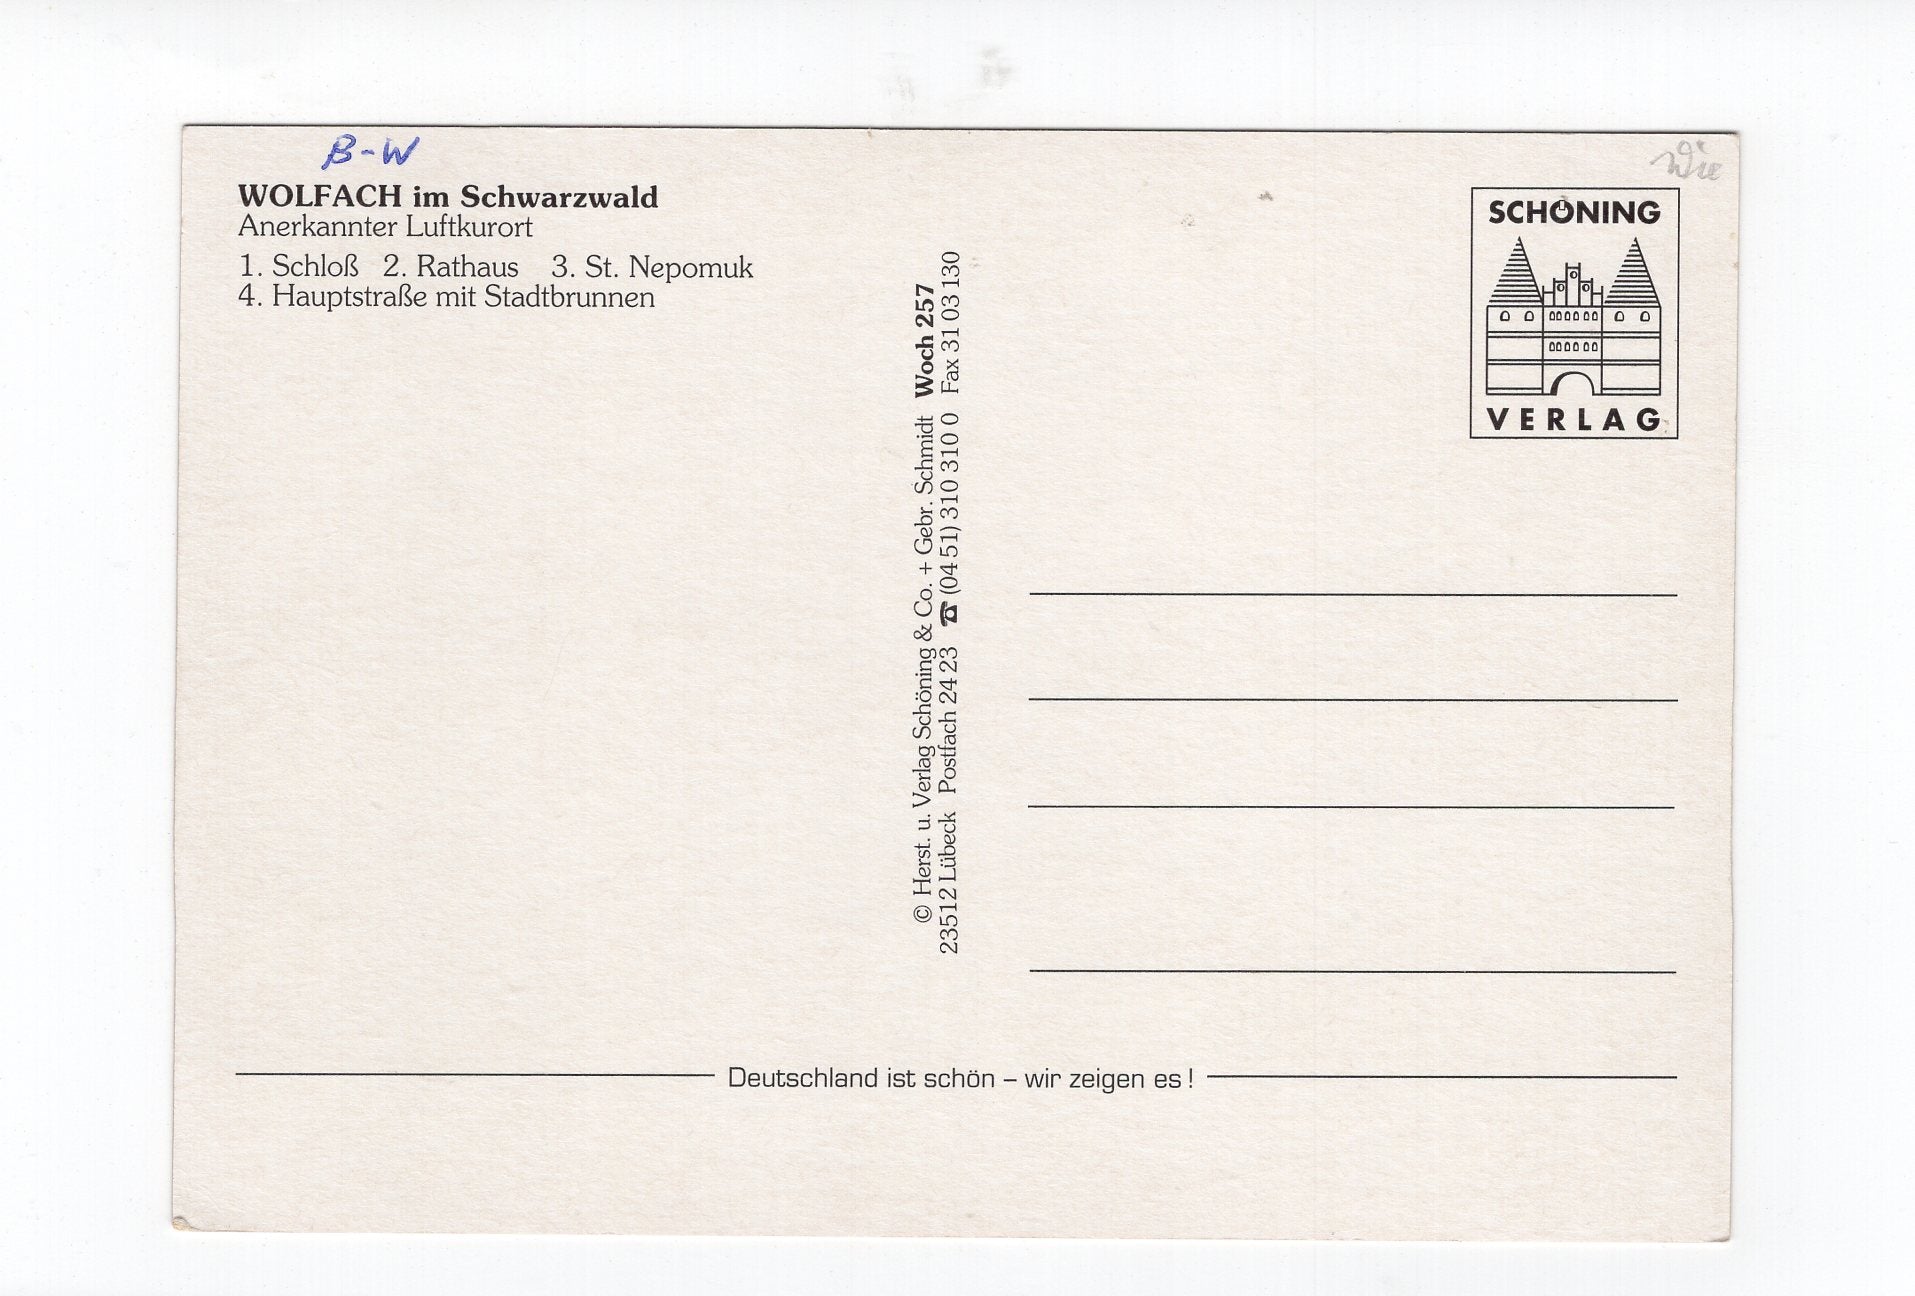 B-W
WOLFACH im Schwarzwald
Anerkannter Luftkurort
1. Schloß 2. Rathaus 3. St. Nepomuk
4. Hauptstraße mit Stadtbrunnen
© Herst. u. Verlag Schöning & Co. + Gebr. Schmidt Woch 257
23512 Lübeck Postfach 24 23 ☎ (04 51) 310 310 0 Fax 31 03 130
SCHÖNING
VERLAG
Deutschland ist schön – wir zeigen es !